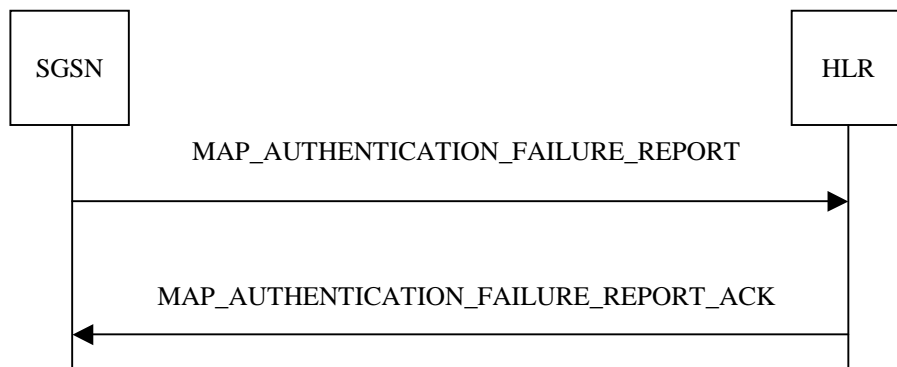 SGSN
HLR
MAP_AUTHENTICATION_FAILURE_REPORT
MAP_AUTHENTICATION_FAILURE_REPORT_ACK